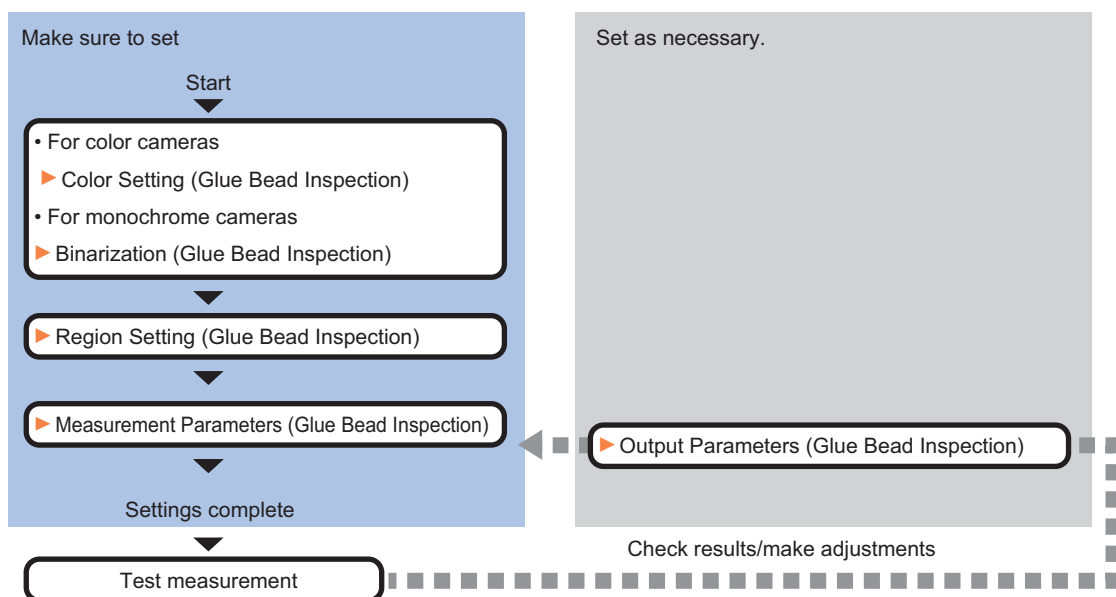 Make sure to set
Start
• For color cameras
Color Setting (Glue Bead Inspection)
• For monochrome cameras
Binarization (Glue Bead Inspection)
Region Setting (Glue Bead Inspection)
Measurement Parameters (Glue Bead Inspection)
Settings complete
Test measurement
Set as necessary.
Output Parameters (Glue Bead Inspection)
Check results/make adjustments